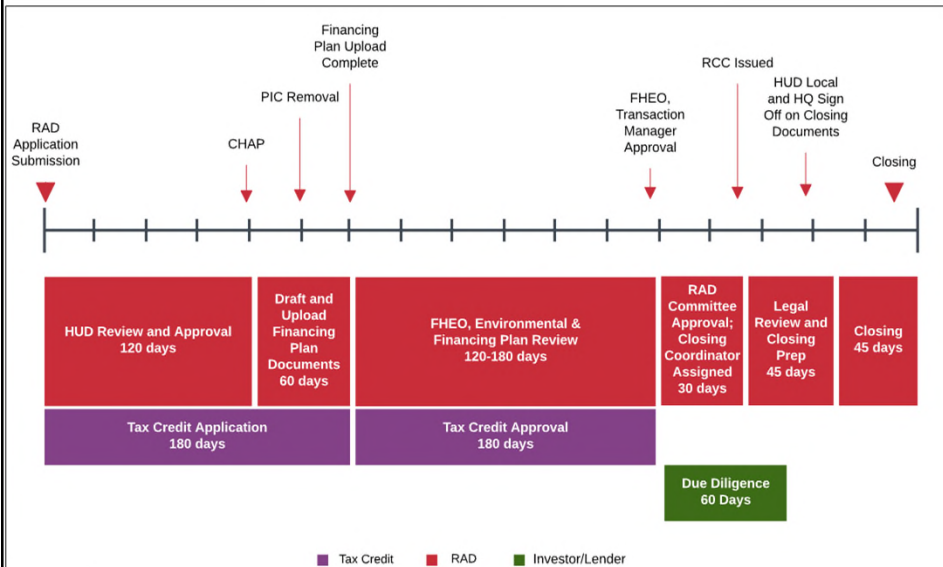 Financing
Plan Upload
Complete
RCC Issued
PIC Removal
HUD Local
and HQ Sign
Off on Closing
Documents
FHEO,
Transaction
Manager
Approval
RAD
Application
Submission
CHAP
Closing
HUD Review and Approval
120 days
Draft and
Upload
Financing
Plan
Documents
60 days
FHEO, Environmental &
Financing Plan Review
120-180 days
RAD
Committee
Approval;
Closing
Coordinator
Assigned
30 days
Legal
Review and
Closing
Prep
45 days
Closing
45 days
Tax Credit Application
180 days
Tax Credit Approval
180 days
Due Diligence
60 Days
Tax Credit
RAD
Investor/Lender